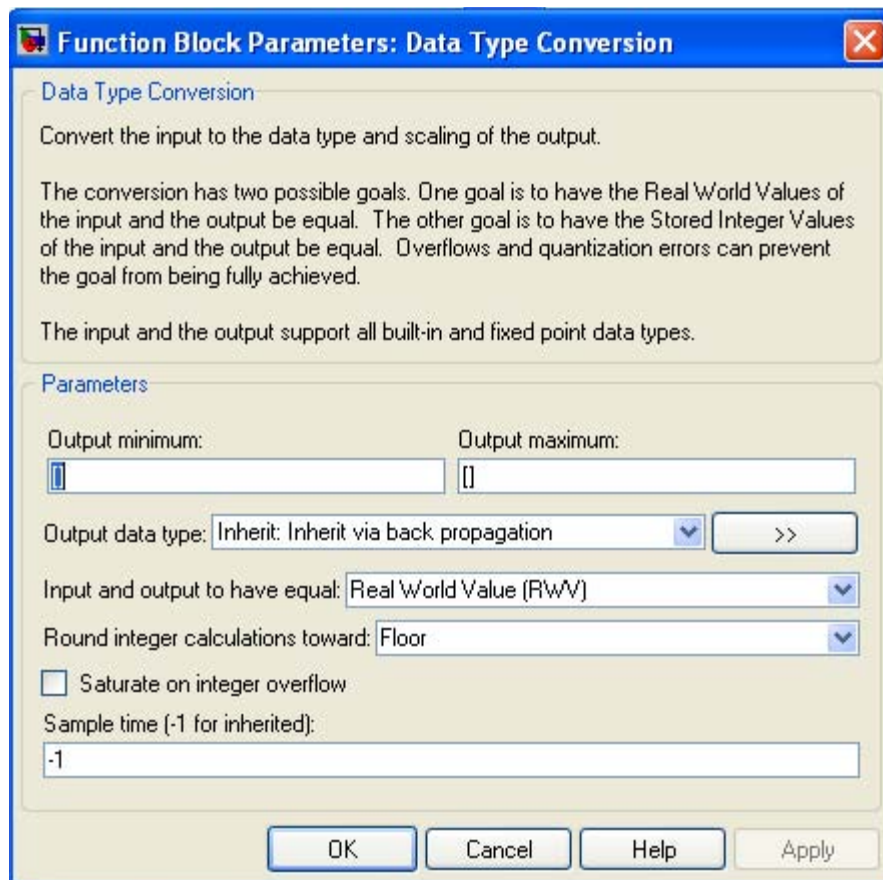 Function Block Parameters: Data Type Conversion
Data Type Conversion
Convert the input to the data type and scaling of the output.
The conversion has two possible goals. One goal is to have the Real World Values of
the input and the output be equal. The other goal is to have the Stored Integer Values
of the input and the output be equal. Overflows and quantization errors can prevent
the goal from being fully achieved.
The input and the output support all built-in and fixed point data types.
Parameters
Output minimum: Output maximum:
[] []
Output data type: Inherit: Inherit via back propagation >>
Input and output to have equal: Real World Value (RWV)
Round integer calculations toward: Floor
Saturate on integer overflow
Sample time (-1 for inherited):
-1
OK Cancel Help Apply